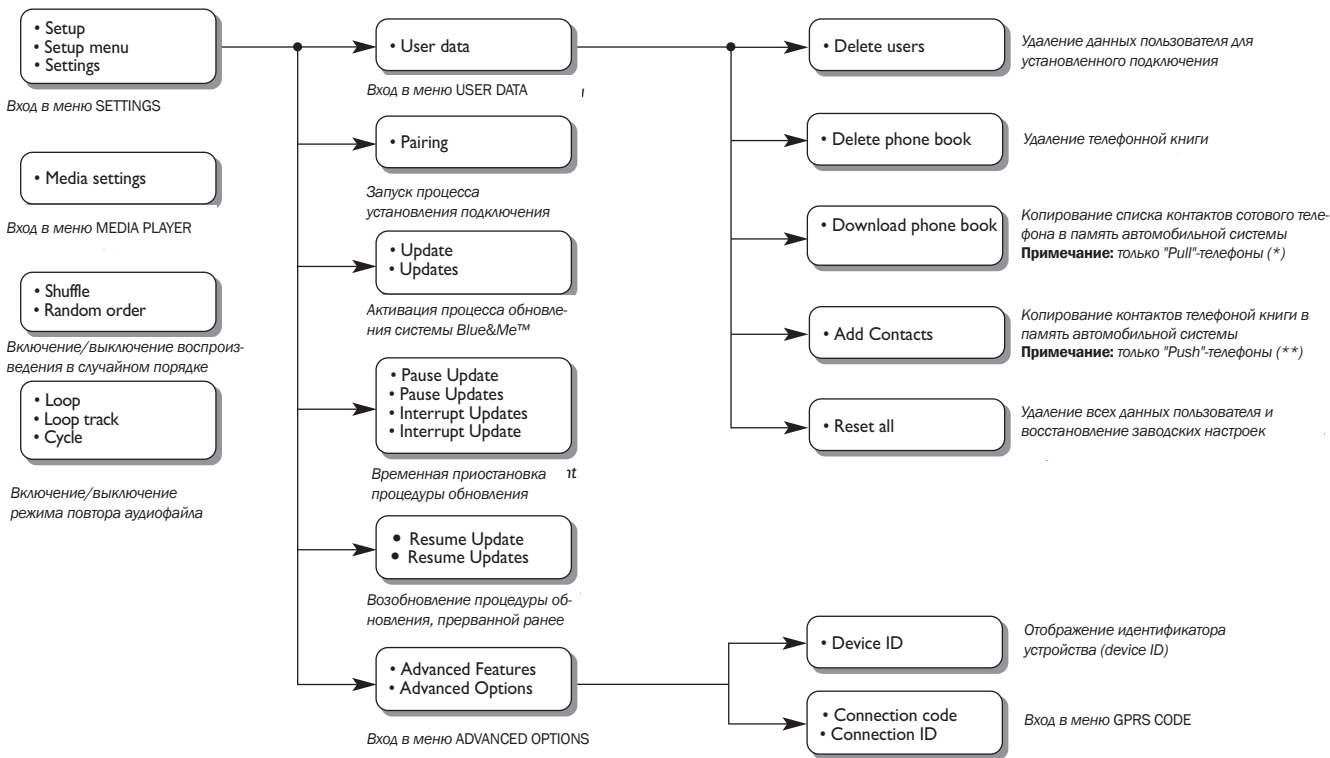 • Setup
• Setup menu
• Settings
Вход в меню SETTINGS
• Media settings
Вход в меню MEDIA PLAYER
• Shuffle
• Random order
Включение/выключение воспроиз-
ведения в случайном порядке
• Loop
• Loop track
• Cycle
Включение/выключение
режима повтора аудиофайла
• User data
Вход в меню USER DATA
• Pairing
Запуск процесса
установления подключения
• Update
• Updates
Активация процесса обновле-
ния системы Blue&Me™
• Pause Update
• Pause Updates
• Interrupt Updates
• Interrupt Update
Временная приостановка
процедуры обновления
• Resume Update
• Resume Updates
Возобновление процедуры об-
новления, прерванной ранее
• Advanced Features
• Advanced Options
Вход в меню ADVANCED OPTIONS
• Delete users
Удаление данных пользователя для
установленного подключения
• Delete phone book
Удаление телефонной книги
• Download phone book
Копирование списка контактов сотового теле-
фона в память автомобильной системы
Примечание: только "Pull"-телефоны (*)
• Add Contacts
Копирование контактов телефоной книги в
память автомобильной системы
Примечание: только "Push"-телефоны (**)
• Reset all
Удаление всех данных пользователя и
восстановление заводских настроек
• Device ID
Отображение идентификатора
устройства (device ID)
• Connection code
• Connection ID
Вход в меню GPRS CODE